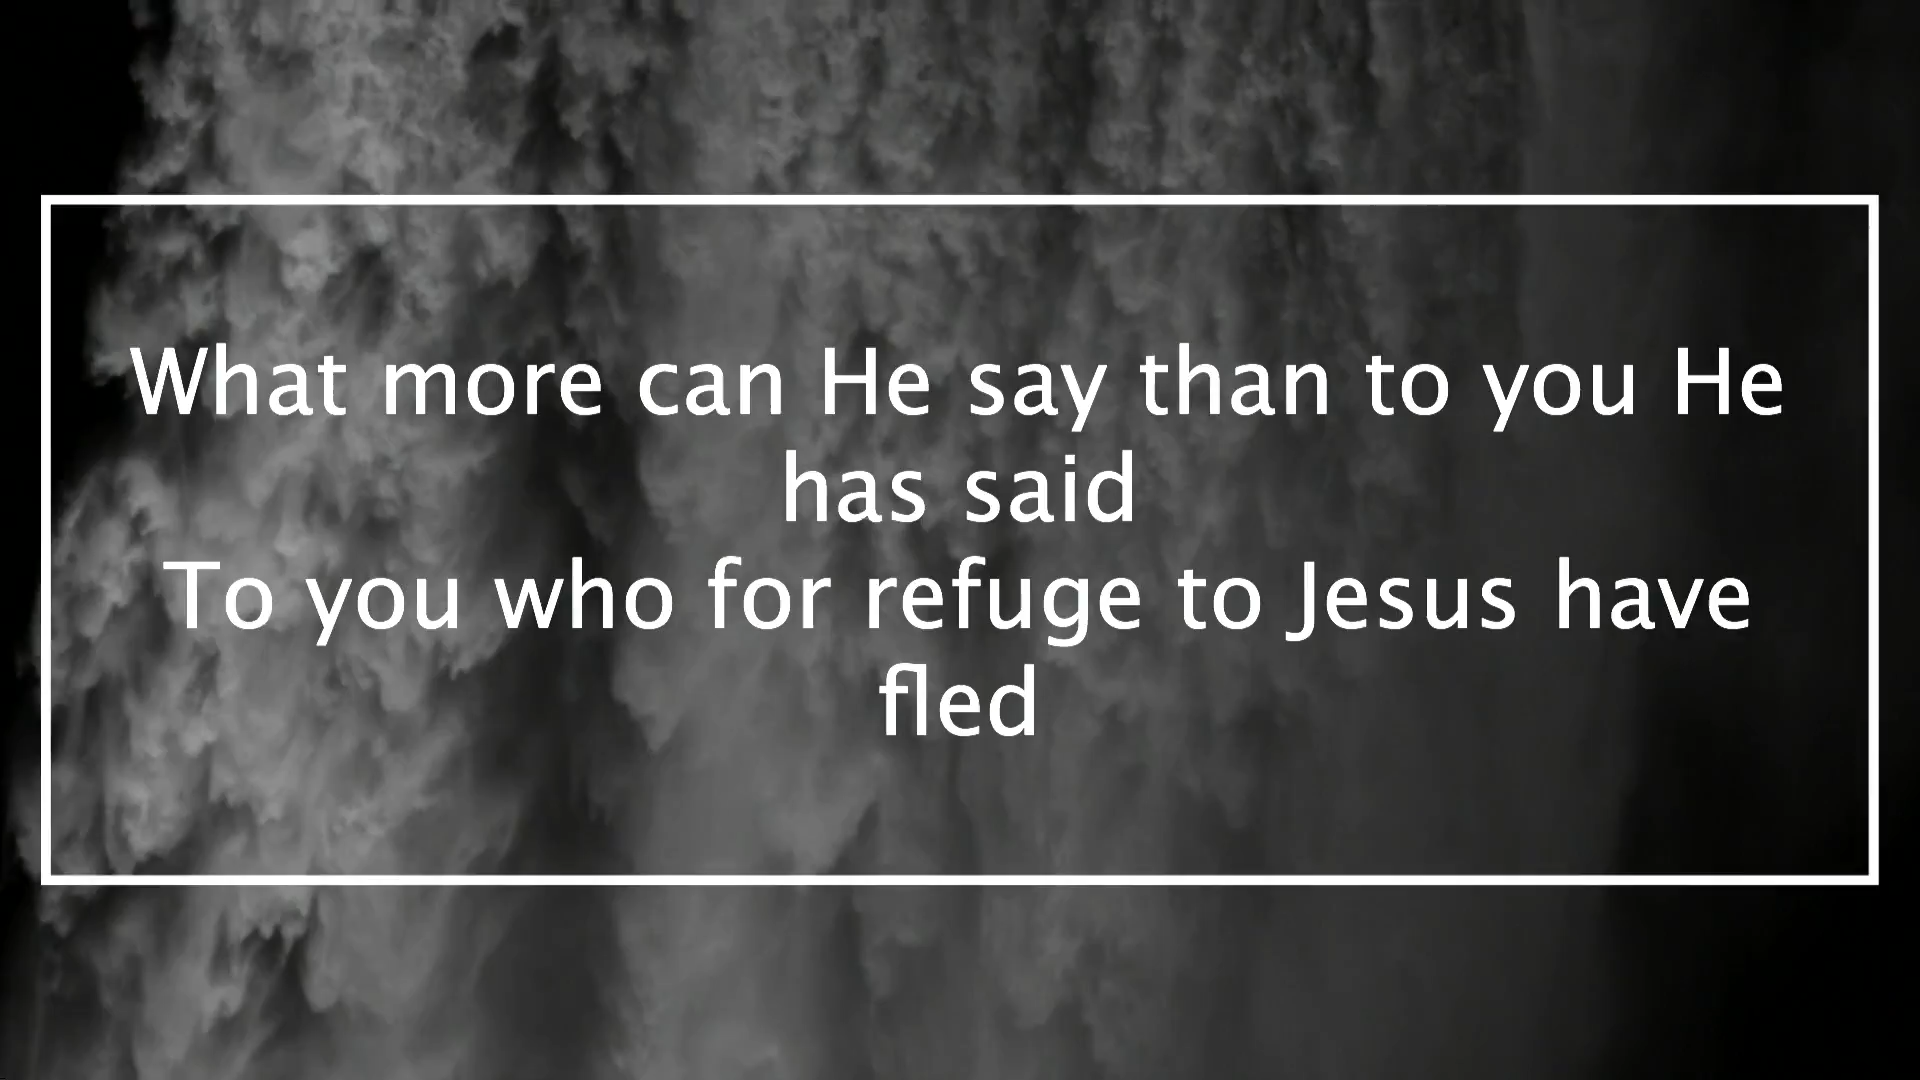 What more can He say than to you He
has said
To you who for refuge to Jesus have
fled